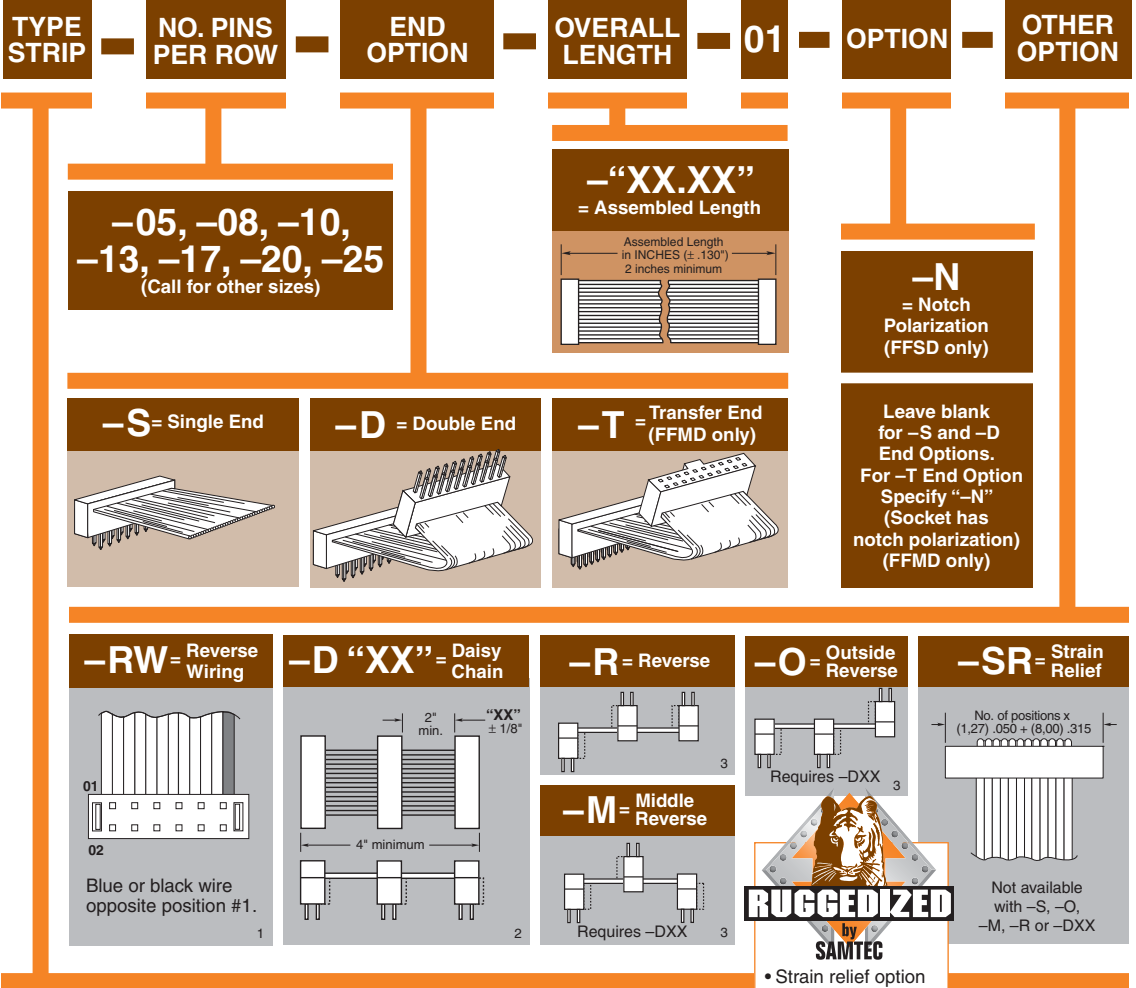 TYPE
STRIP
NO. PINS
PER ROW
END
OPTION
OVERALL
LENGTH
01
OPTION
OTHER
OPTION
–05, –08, –10,
–13, –17, –20, –25
(Call for other sizes)
–“XX.XX”
= Assembled Length
Assembled Length
in INCHES (± .130")
2 inches minimum
–N
= Notch
Polarization
(FFSD only)
Leave blank
for –S and –D
End Options.
For –T End Option
Specify “–N”
(Socket has
notch polarization)
(FFMD only)
–S = Single End
–D = Double End
–T = Transfer End
(FFMD only)
–RW = Reverse
Wiring
01
02
Blue or black wire
opposite position #1.
1
–D “XX” = Daisy
Chain
2"
min.
“XX”
± 1/8"
4" minimum
2
–R = Reverse
3
–M = Middle
Reverse
Requires –DXX
3
–O = Outside
Reverse
Requires –DXX
3
RUGGEDIZED
by
SAMTEC
• Strain relief option
–SR = Strain
Relief
No. of positions x
(1,27) .050 + (8,00) .315
Not available
with –S, –O,
–M, –R or –DXX